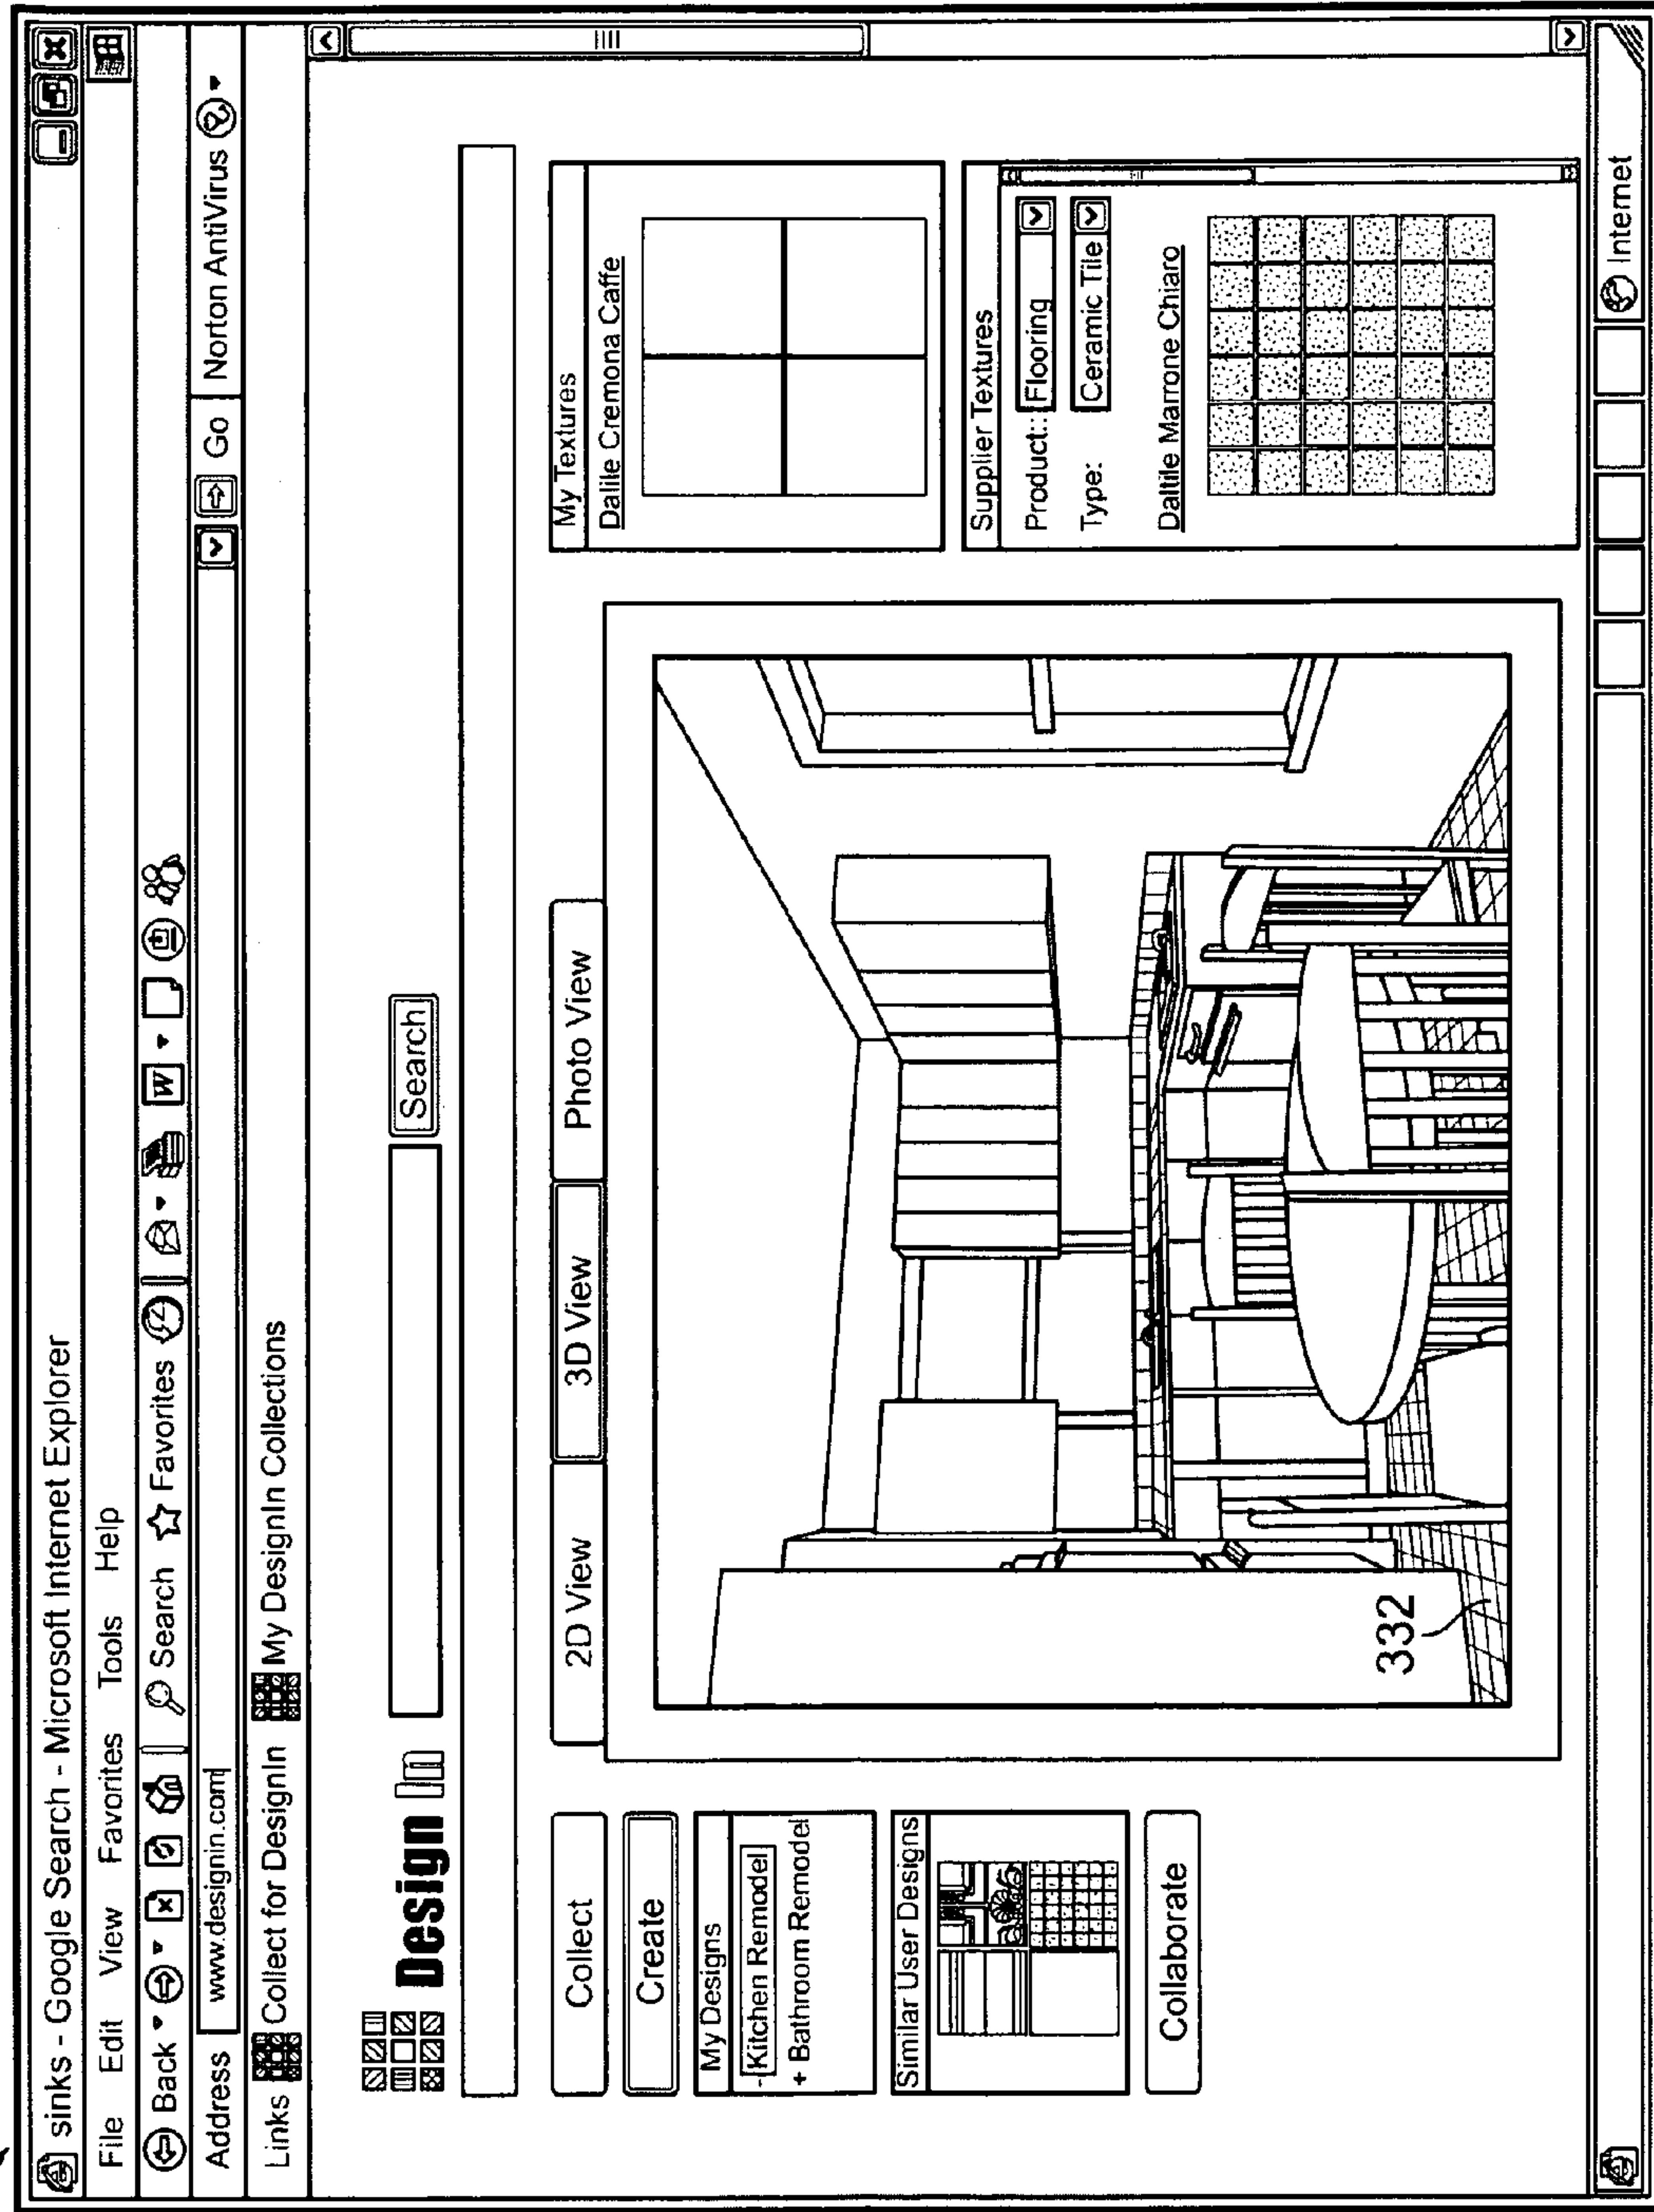 sinks - Google Search - Microsoft Internet Explorer
File Edit View Favorites Tools Help
Back Search Favorites W
Address www.designin.com Go Norton AntiVirus
Links Collect for DesignIn My DesignIn Collections
Design In Search
Collect
Create
My Designs
-Kitchen Remodel
+ Bathroom Remodel
Similar User Designs
Collaborate
2D View 3D View Photo View
332
My Textures
Dalile Cremona Caffe
Supplier Textures
Product:: Flooring
Type: Ceramic Tile
Daltile Marrone Chiaro
Internet